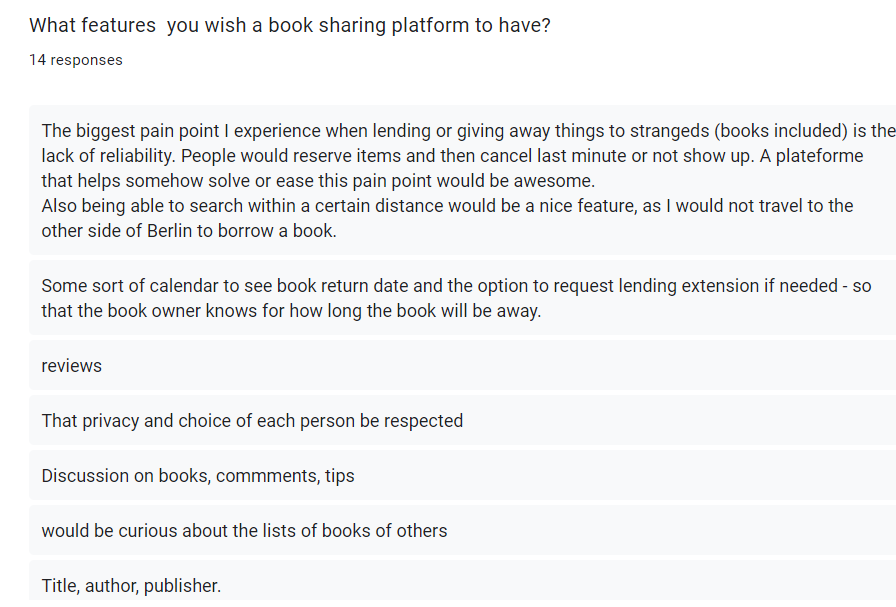 What features  you wish a book sharing platform to have?
14 responses
The biggest pain point I experience when lending or giving away things to strangeds (books included) is the
lack of reliability. People would reserve items and then cancel last minute or not show up. A plateforme
that helps somehow solve or ease this pain point would be awesome.
Also being able to search within a certain distance would be a nice feature, as I would not travel to the
other side of Berlin to borrow a book.
Some sort of calendar to see book return date and the option to request lending extension if needed - so
that the book owner knows for how long the book will be away.
reviews
That privacy and choice of each person be respected
Discussion on books, commments, tips
would be curious about the lists of books of others
Title, author, publisher.